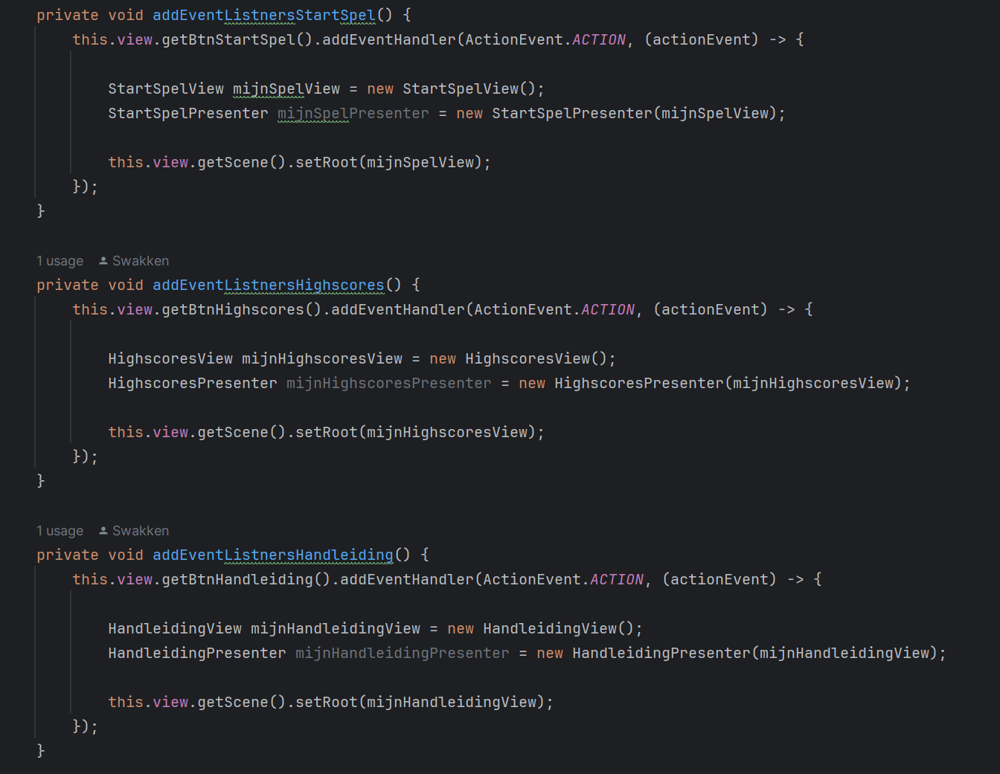 private void addEventListnersStartSpel() {
this.view.getBtnStartSpel().addEventHandler(ActionEvent.ACTION, (actionEvent) -> {
StartSpelView mijnSpelView = new StartSpelView();
StartSpelPresenter mijnSpelPresenter = new StartSpelPresenter(mijnSpelView);
this.view.getScene().setRoot(mijnSpelView);
});
}
1 usage Swakken
private void addEventListnersHighscores() {
this.view.getBtnHighscores().addEventHandler(ActionEvent.ACTION, (actionEvent) -> {
HighscoresView mijnHighscoresView = new HighscoresView();
HighscoresPresenter mijnHighscoresPresenter = new HighscoresPresenter(mijnHighscoresView);
this.view.getScene().setRoot(mijnHighscoresView);
});
}
1 usage Swakken
private void addEventListnersHandleiding() {
this.view.getBtnHandleiding().addEventHandler(ActionEvent.ACTION, (actionEvent) -> {
HandleidingView mijnHandleidingView = new HandleidingView();
HandleidingPresenter mijnHandleidingPresenter = new HandleidingPresenter(mijnHandleidingView);
this.view.getScene().setRoot(mijnHandleidingView);
});
}